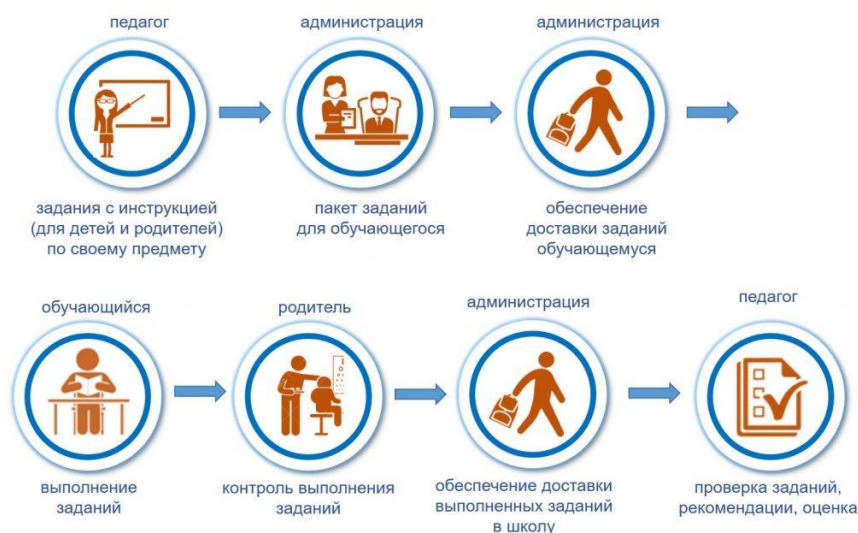 педагог
администрация
администрация
задания с инструкцией
(для детей и родителей)
по своему предмету
пакет заданий
для обучающегося
обеспечение
доставки заданий
обучающемуся
обучающийся
родитель
администрация
педагог
выполнение
заданий
контроль выполнения
заданий
обеспечение доставки
выполненных заданий
в школу
проверка заданий,
рекомендации, оценка